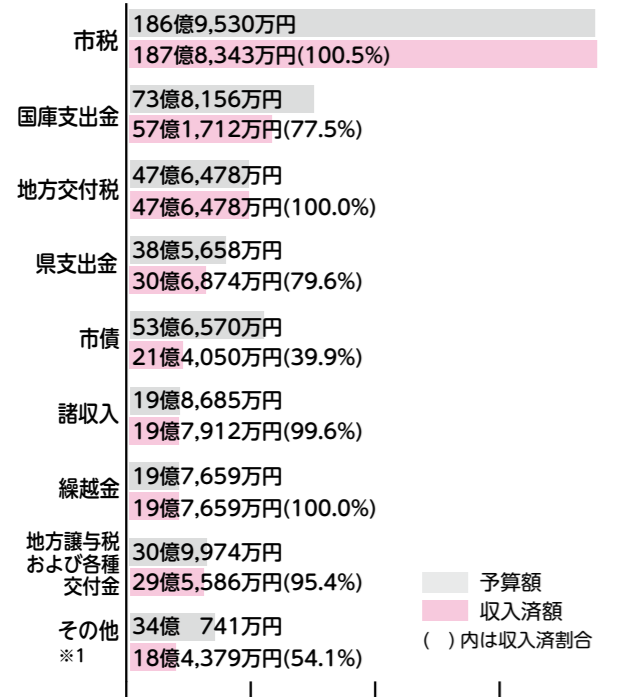 市税
186億9,530万円
187億8,343万円(100.5%)
国庫支出金
73億8,156万円
57億1,712万円(77.5%)
地方交付税
47億6,478万円
47億6,478万円(100.0%)
県支出金
38億5,658万円
30億6,874万円(79.6%)
市債
53億6,570万円
21億4,050万円(39.9%)
諸収入
19億8,685万円
19億7,912万円(99.6%)
繰越金
19億7,659万円
19億7,659万円(100.0%)
地方譲与税
および各種
交付金
30億9,974万円
29億5,586万円(95.4%)
その他
※1
34億　741万円
18億4,379万円(54.1%)
予算額
収入済額
(　)内は収入済割合